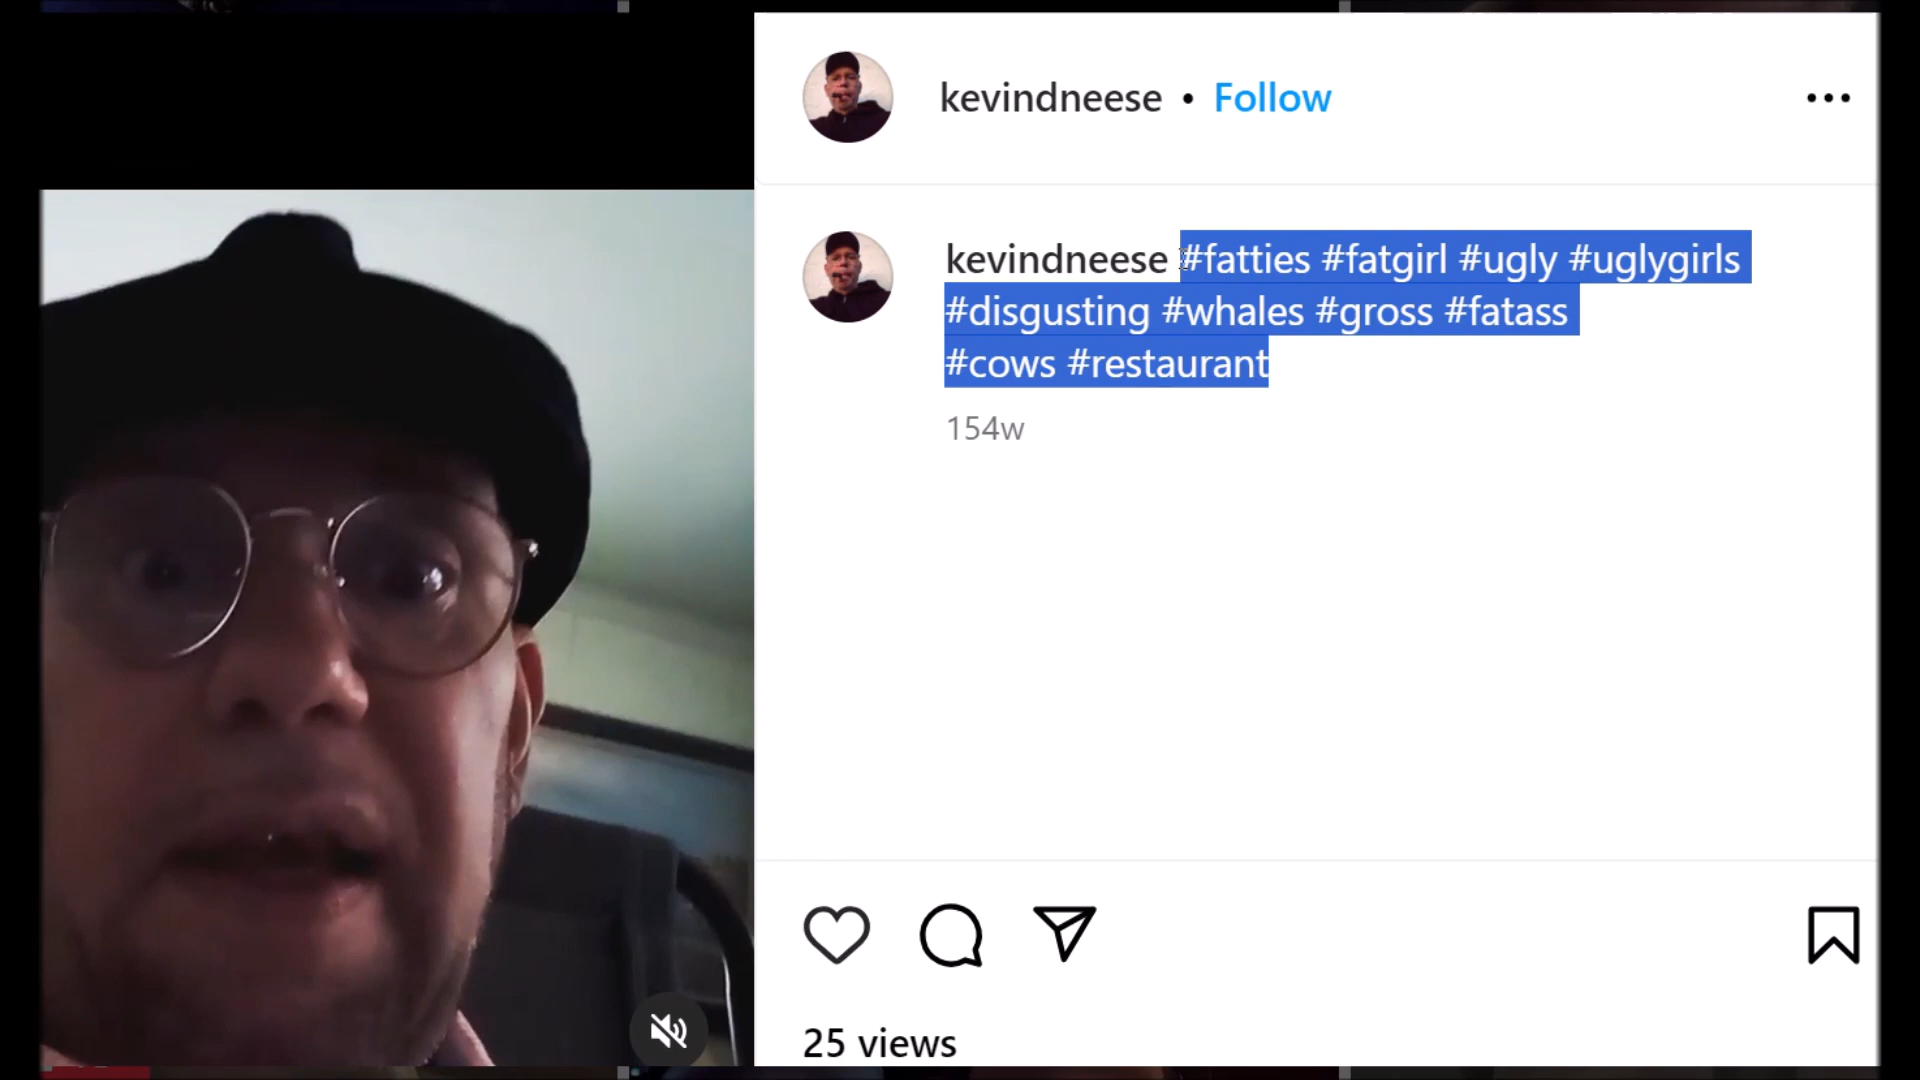 kevindneese • Follow
kevindneese #fatties #fatgirl #ugly #uglygirls
#disgusting #whales #gross #fatass
#cows #restaurant
154w
25 views